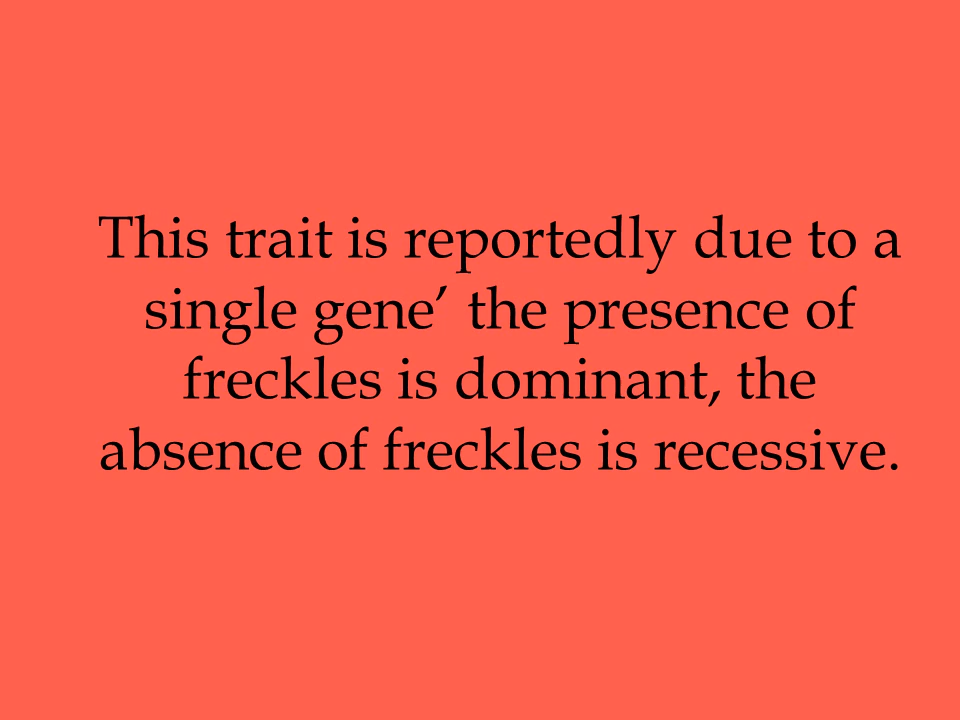 This trait is reportedly due to a
single gene’ the presence of
freckles is dominant, the
absence of freckles is recessive.